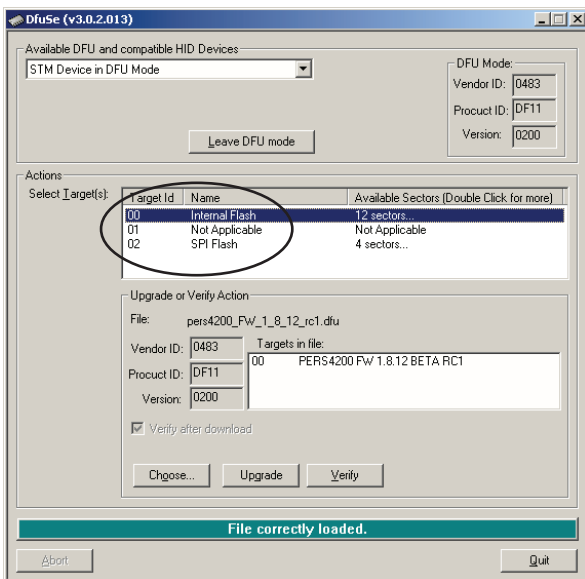 DfuSe (v3.0.2.013)
Available DFU and compatible HID Devices
STM Device in DFU Mode
Leave DFU mode
DFU Mode:
Vendor ID: 0483
Procuct ID: DF11
Version: 0200
Actions
Select Target(s):
Target Id Name Available Sectors (Double Click for more)
00 Internal Flash 12 sectors...
01 Not Applicable Not Applicable
02 SPI Flash 4 sectors...
Upgrade or Verify Action
File: pers4200_FW_1_8_12_rc1.dfu
Vendor ID: 0483
Procuct ID: DF11
Version: 0200
Targets in file:
00 PERS4200 FW 1.8.12 BETA RC1
Verify after download
Choose... Upgrade Verify
File correctly loaded.
Abort Quit